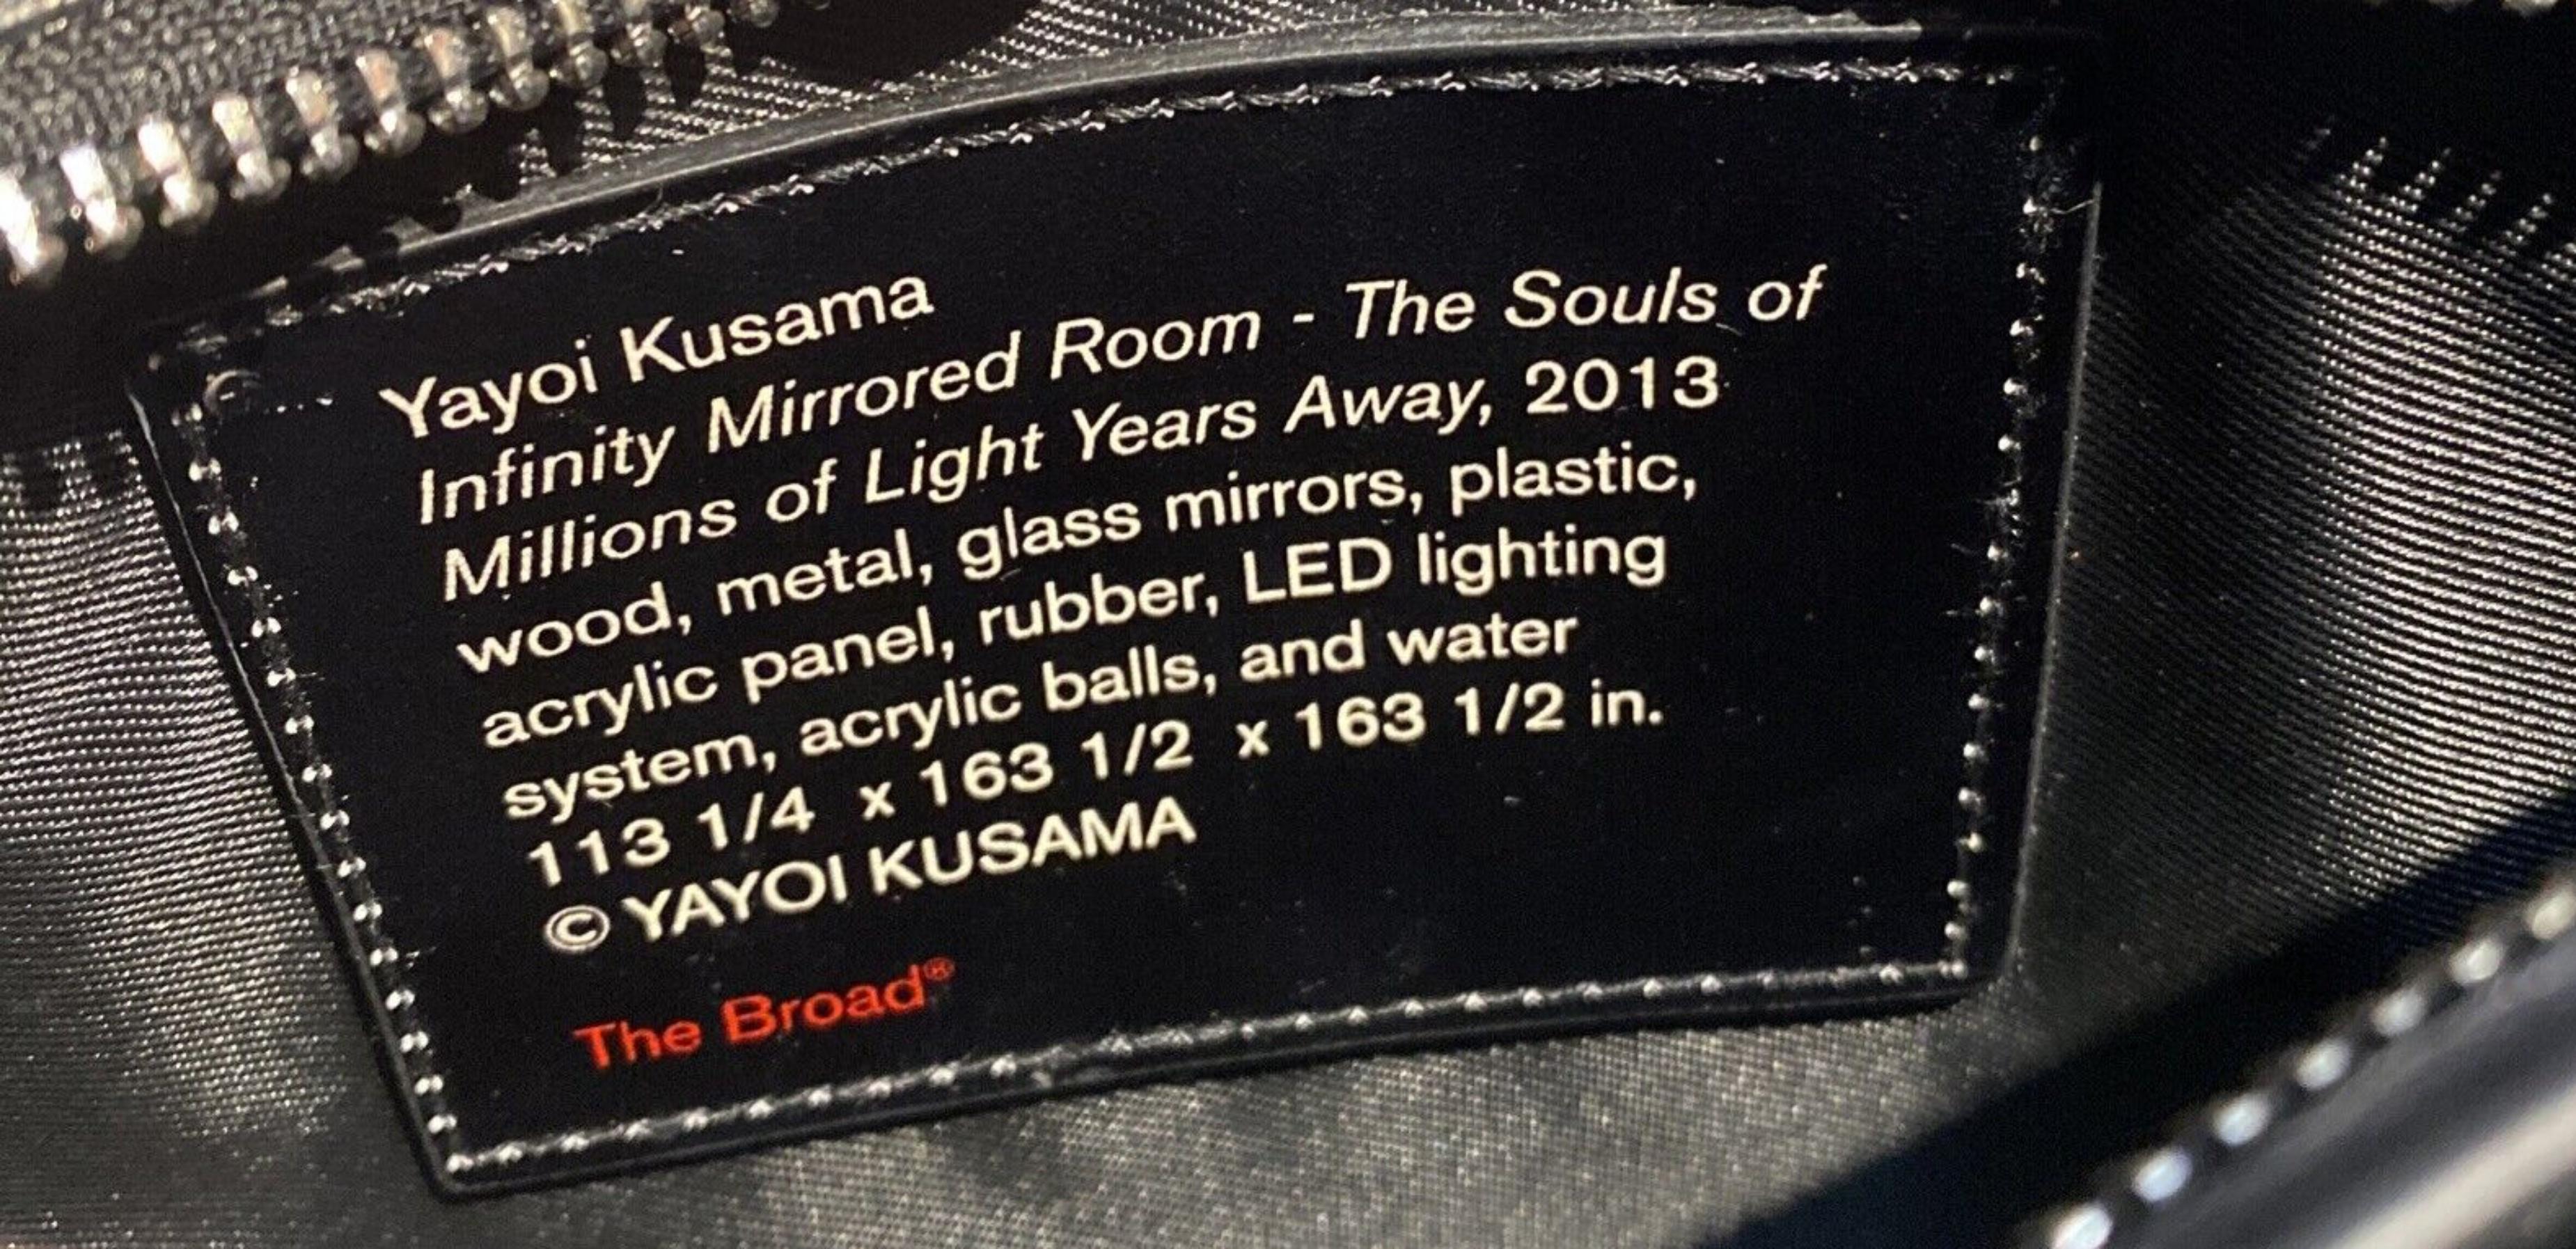 Yayoi Kusama
Infinity Mirrored Room - The Souls of
Millions of Light Years Away, 2013
wood, metal, glass mirrors, plastic,
acrylic panel, rubber, LED lighting
system, acrylic balls, and water
113 1/4 x 163 1/2 x 163 1/2 in.
© YAYOI KUSAMA
The Broad®